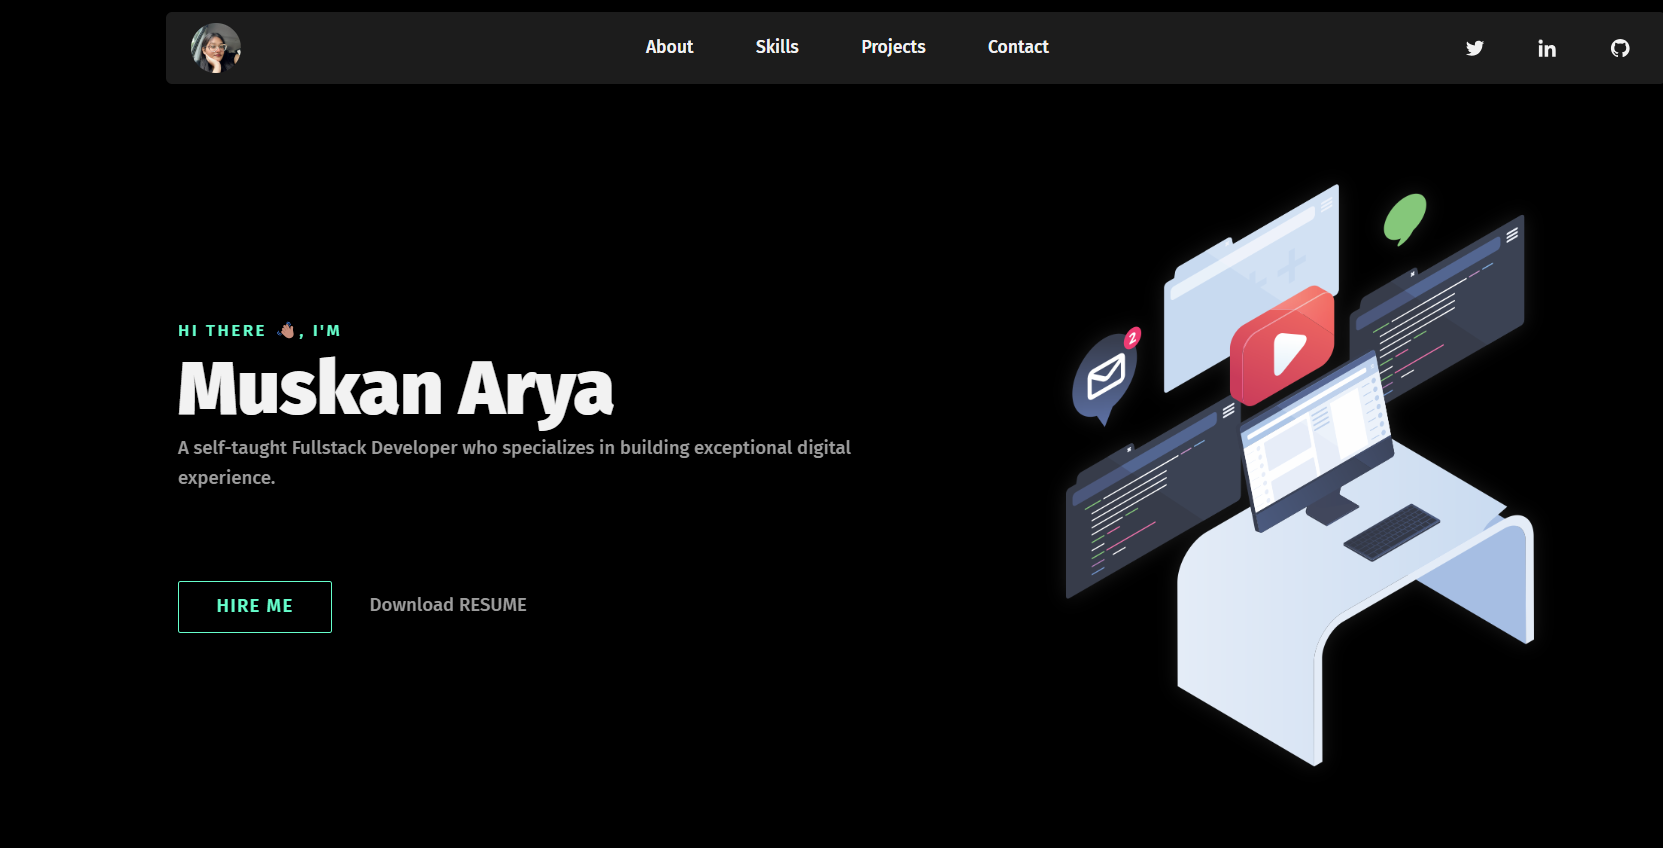 About Skills Projects Contact
HI THERE 👋🏽, I'M
Muskan Arya
A self-taught Fullstack Developer who specializes in building exceptional digital
experience.
HIRE ME Download RESUME
2